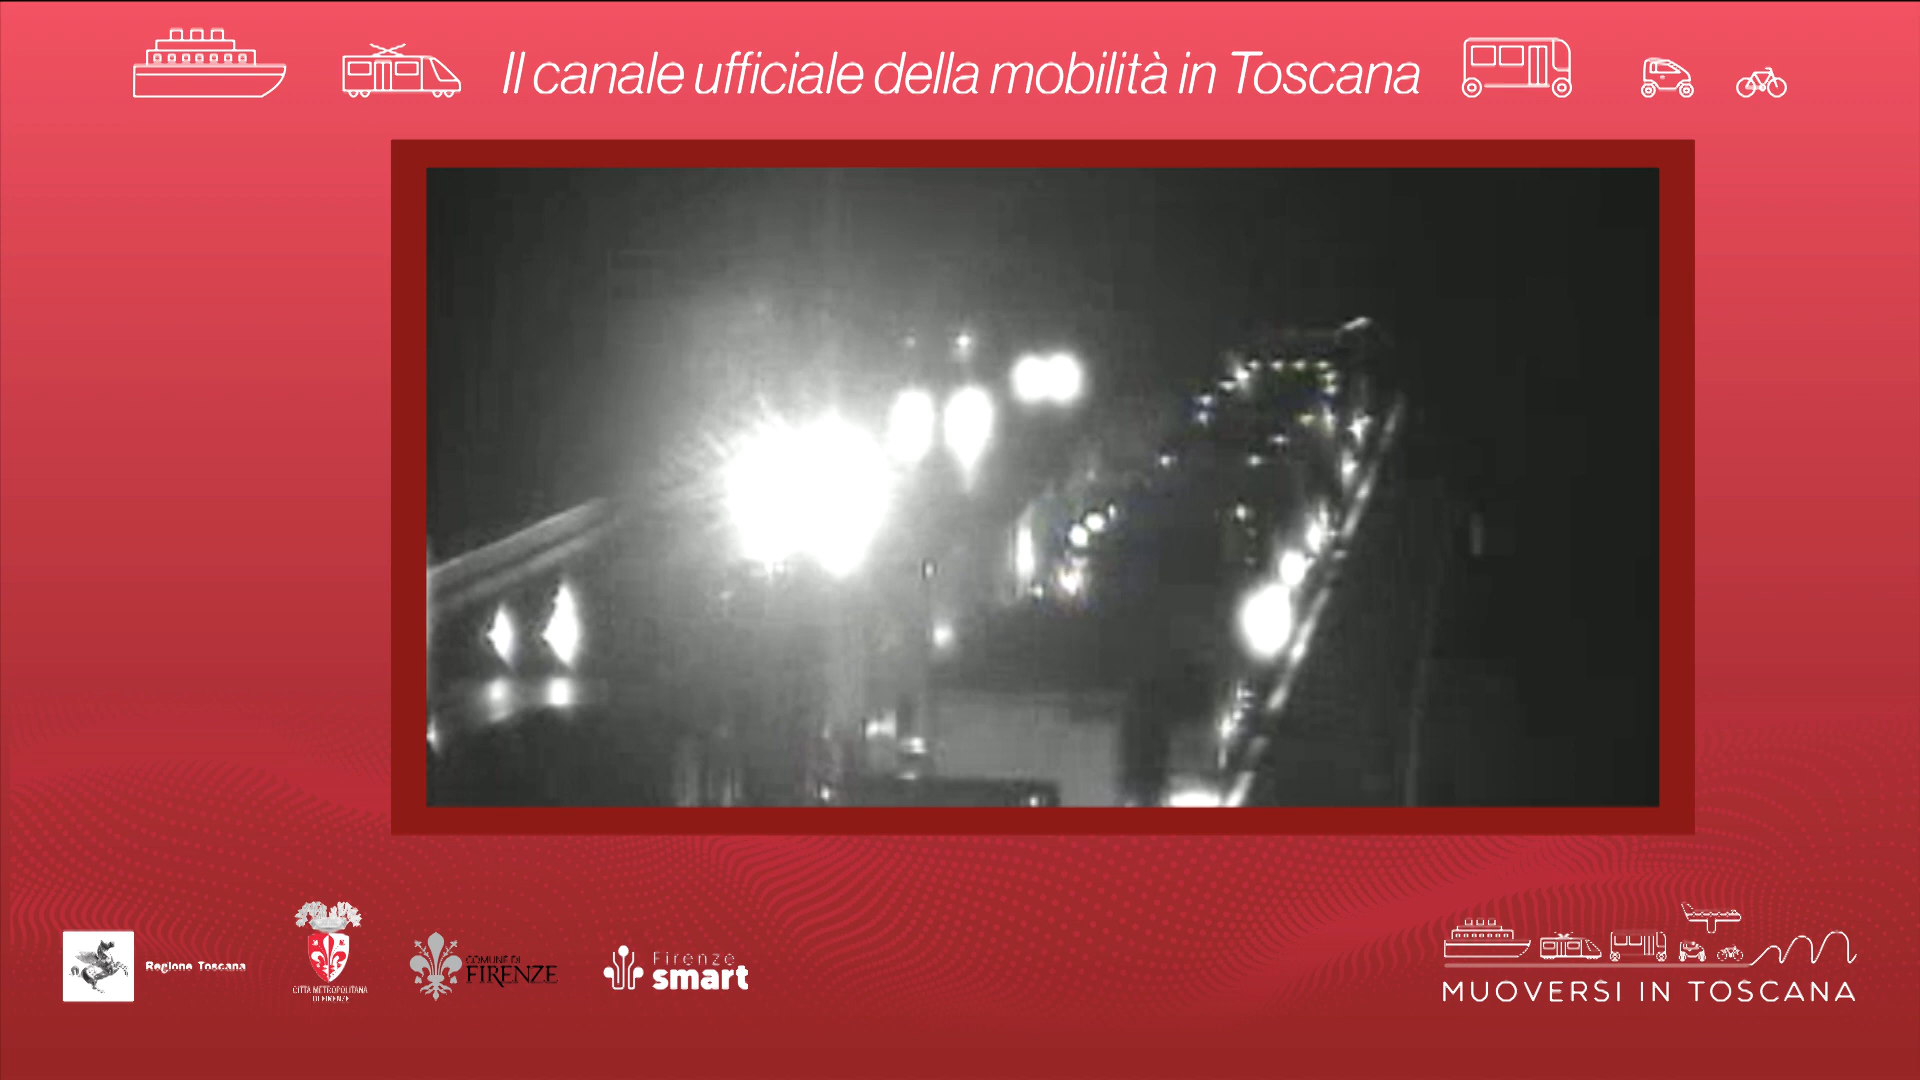 Il canale ufficiale della mobilità in Toscana
Regione Toscana
CITTÀ METROPOLITANA
DI FIRENZE
COMUNE DI
FIRENZE
Firenze
smart
MUOVERSI IN TOSCANA